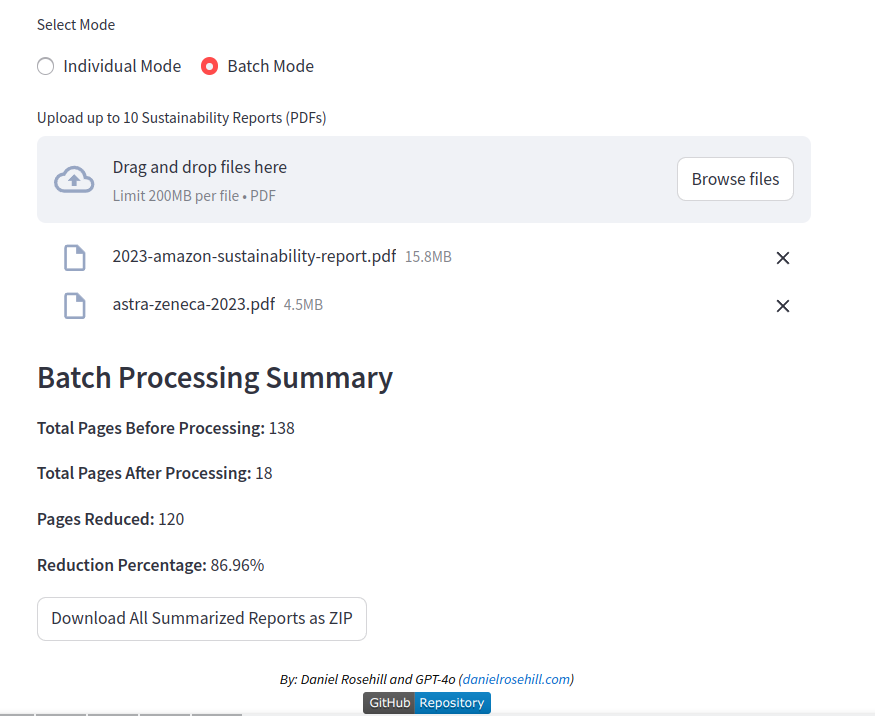 Select Mode
Individual Mode Batch Mode
Upload up to 10 Sustainability Reports (PDFs)
Drag and drop files here
Limit 200MB per file • PDF
Browse files
2023-amazon-sustainability-report.pdf 15.8MB
astra-zeneca-2023.pdf 4.5MB
Batch Processing Summary
Total Pages Before Processing: 138
Total Pages After Processing: 18
Pages Reduced: 120
Reduction Percentage: 86.96%
Download All Summarized Reports as ZIP
By: Daniel Rosehill and GPT-4o (danielrosehill.com)
GitHub Repository